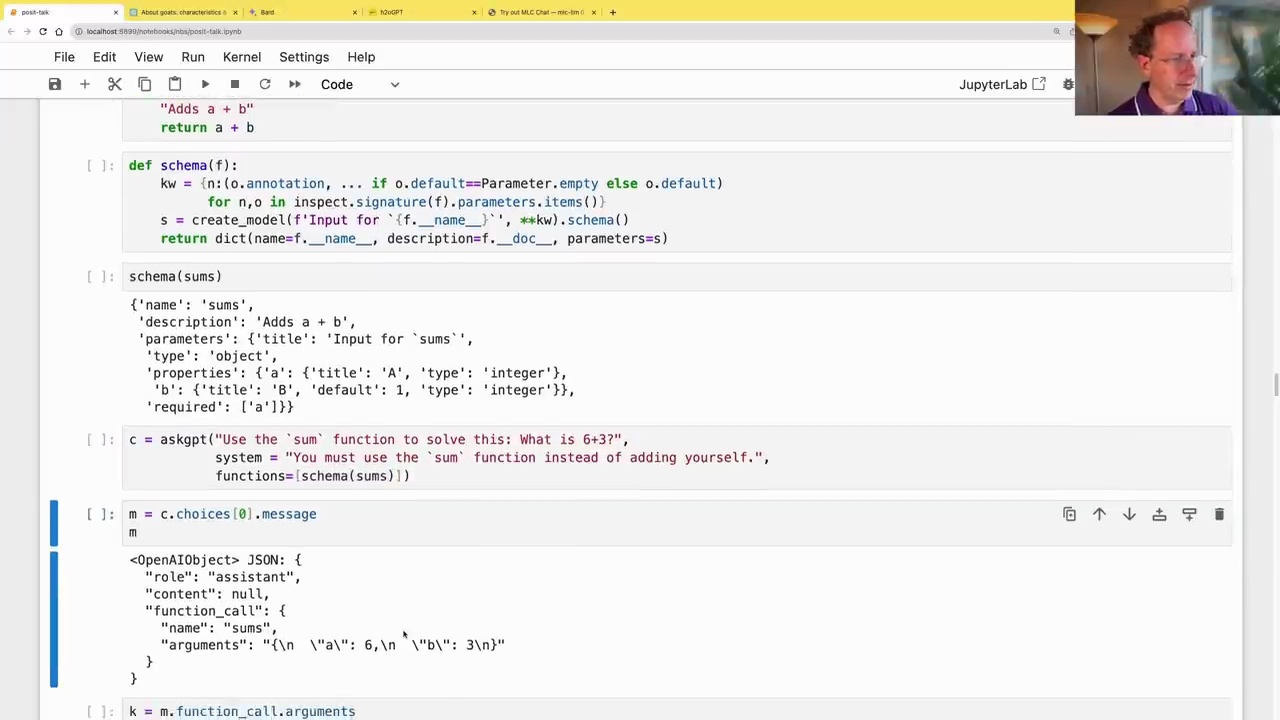 posit-talk
About goats: characteristics &
Bard
h2oGPT
Try out MLC Chat — mlc-llm
localhost:8899/notebooks/nbs/posit-talk.ipynb
File Edit View Run Kernel Settings Help
Code
JupyterLab
"Adds a + b"
return a + b
[ ]:
def schema(f):
kw = {n:(o.annotation, ... if o.default==Parameter.empty else o.default)
for n,o in inspect.signature(f).parameters.items()}
s = create_model(f'Input for `{f.__name__}`', **kw).schema()
return dict(name=f.__name__, description=f.__doc__, parameters=s)
[ ]:
schema(sums)
{'name': 'sums',
'description': 'Adds a + b',
'parameters': {'title': 'Input for `sums`',
'type': 'object',
'properties': {'a': {'title': 'A', 'type': 'integer'},
'b': {'title': 'B', 'default': 1, 'type': 'integer'}},
'required': ['a']}}
[ ]:
c = askgpt("Use the `sum` function to solve this: What is 6+3?",
system = "You must use the `sum` function instead of adding yourself.",
functions=[schema(sums)])
[ ]:
m = c.choices[0].message
m
<OpenAIObject> JSON: {
"role": "assistant",
"content": null,
"function_call": {
"name": "sums",
"arguments": "{\n  \"a\": 6,\n  \"b\": 3\n}"
}
}
[ ]:
k = m.function_call.arguments